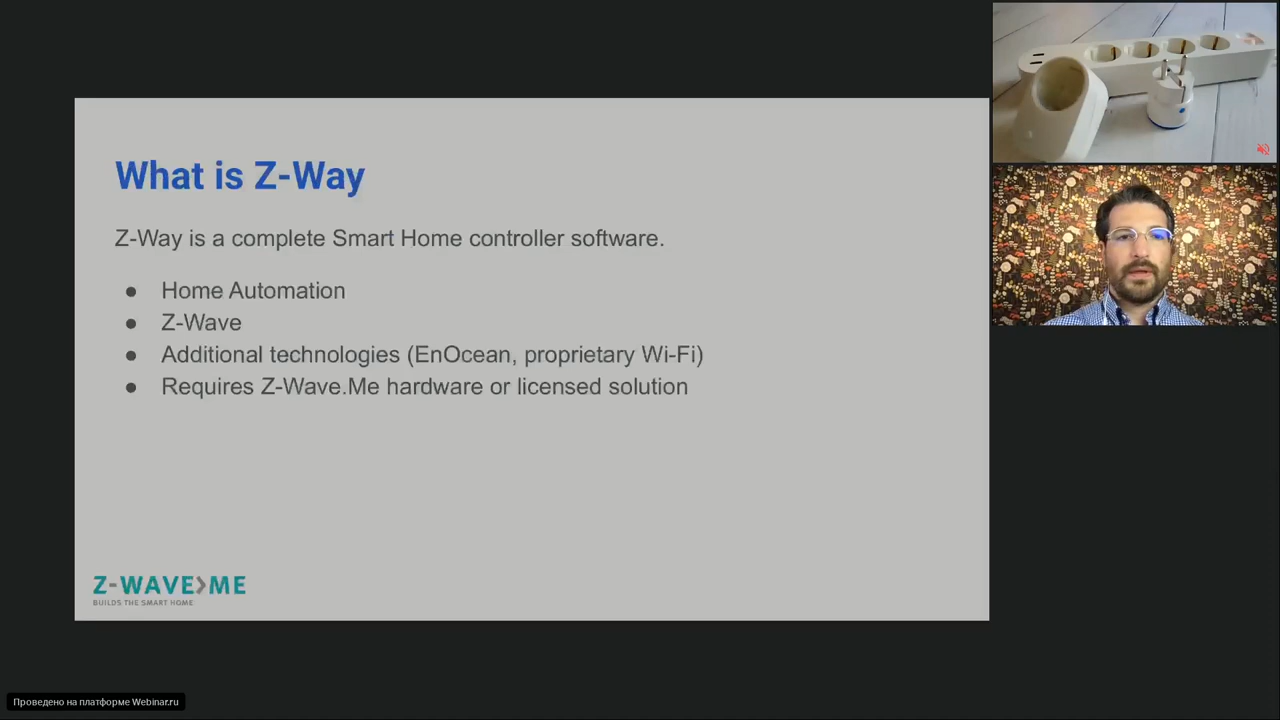 What is Z-Way
Z-Way is a complete Smart Home controller software.
● Home Automation
● Z-Wave
● Additional technologies (EnOcean, proprietary Wi-Fi)
● Requires Z-Wave.Me hardware or licensed solution
Z-WAVE>ME
BUILDS THE SMART HOME
Проведено на платформе Webinar.ru